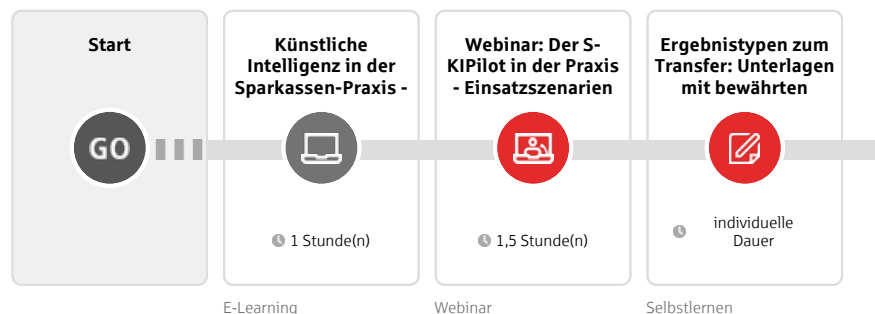 Start
GO
Künstliche
Intelligenz in der
Sparkassen-Praxis -
1 Stunde(n)
E-Learning
Webinar: Der S-
KIPilot in der Praxis
- Einsatzszenarien
1,5 Stunde(n)
Webinar
Ergebnistypen zum
Transfer: Unterlagen
mit bewährten
individuelle
Dauer
Selbstlernen